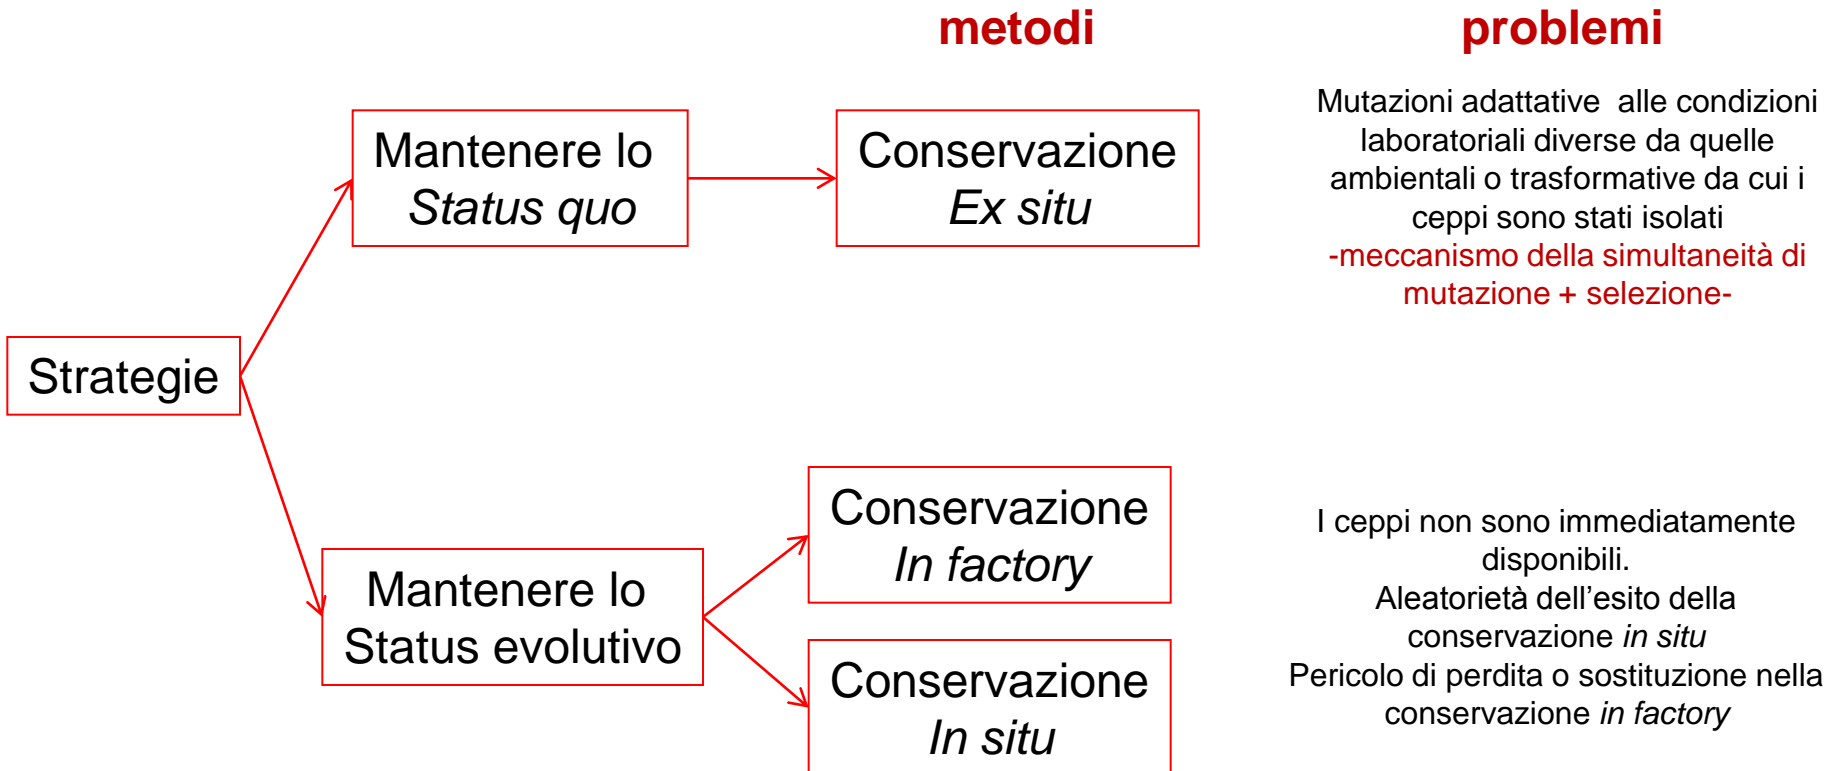 metodi
problemi
Mantenere lo
Status quo
Conservazione
Ex situ
Mutazioni adattative alle condizioni
laboratoriali diverse da quelle
ambientali o trasformative da cui i
ceppi sono stati isolati
-meccanismo della simultaneità di
mutazione + selezione-
Strategie
Mantenere lo
Status evolutivo
Conservazione
In factory
Conservazione
In situ
I ceppi non sono immediatamente
disponibili.
Aleatorietà dell’esito della
conservazione in situ
Pericolo di perdita o sostituzione nella
conservazione in factory